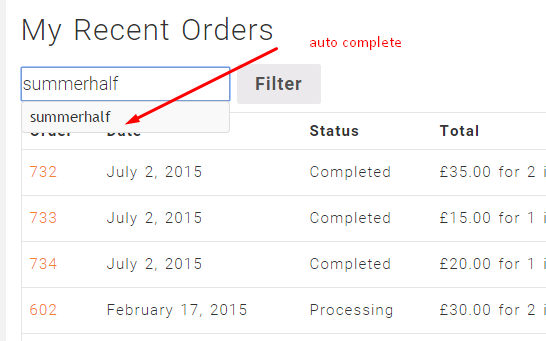 My Recent Orders
auto complete
summerhalf Filter
summerhalf
Order Date Status Total
732 July 2, 2015 Completed £35.00 for 2 i
733 July 2, 2015 Completed £15.00 for 1 i
734 July 2, 2015 Completed £20.00 for 1 i
602 February 17, 2015 Processing £30.00 for 2 i